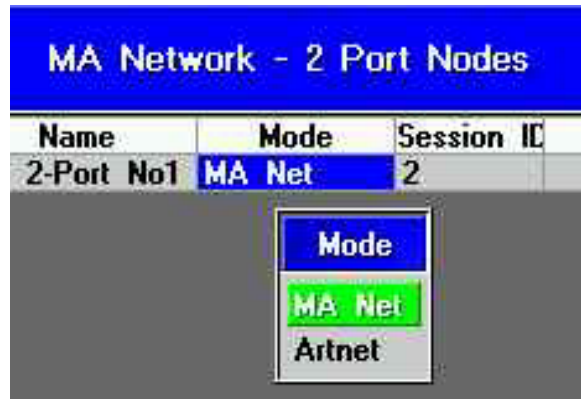 MA Network - 2 Port Nodes
Name Mode Session ID
2-Port No1 MA Net 2
Mode
MA Net
Artnet